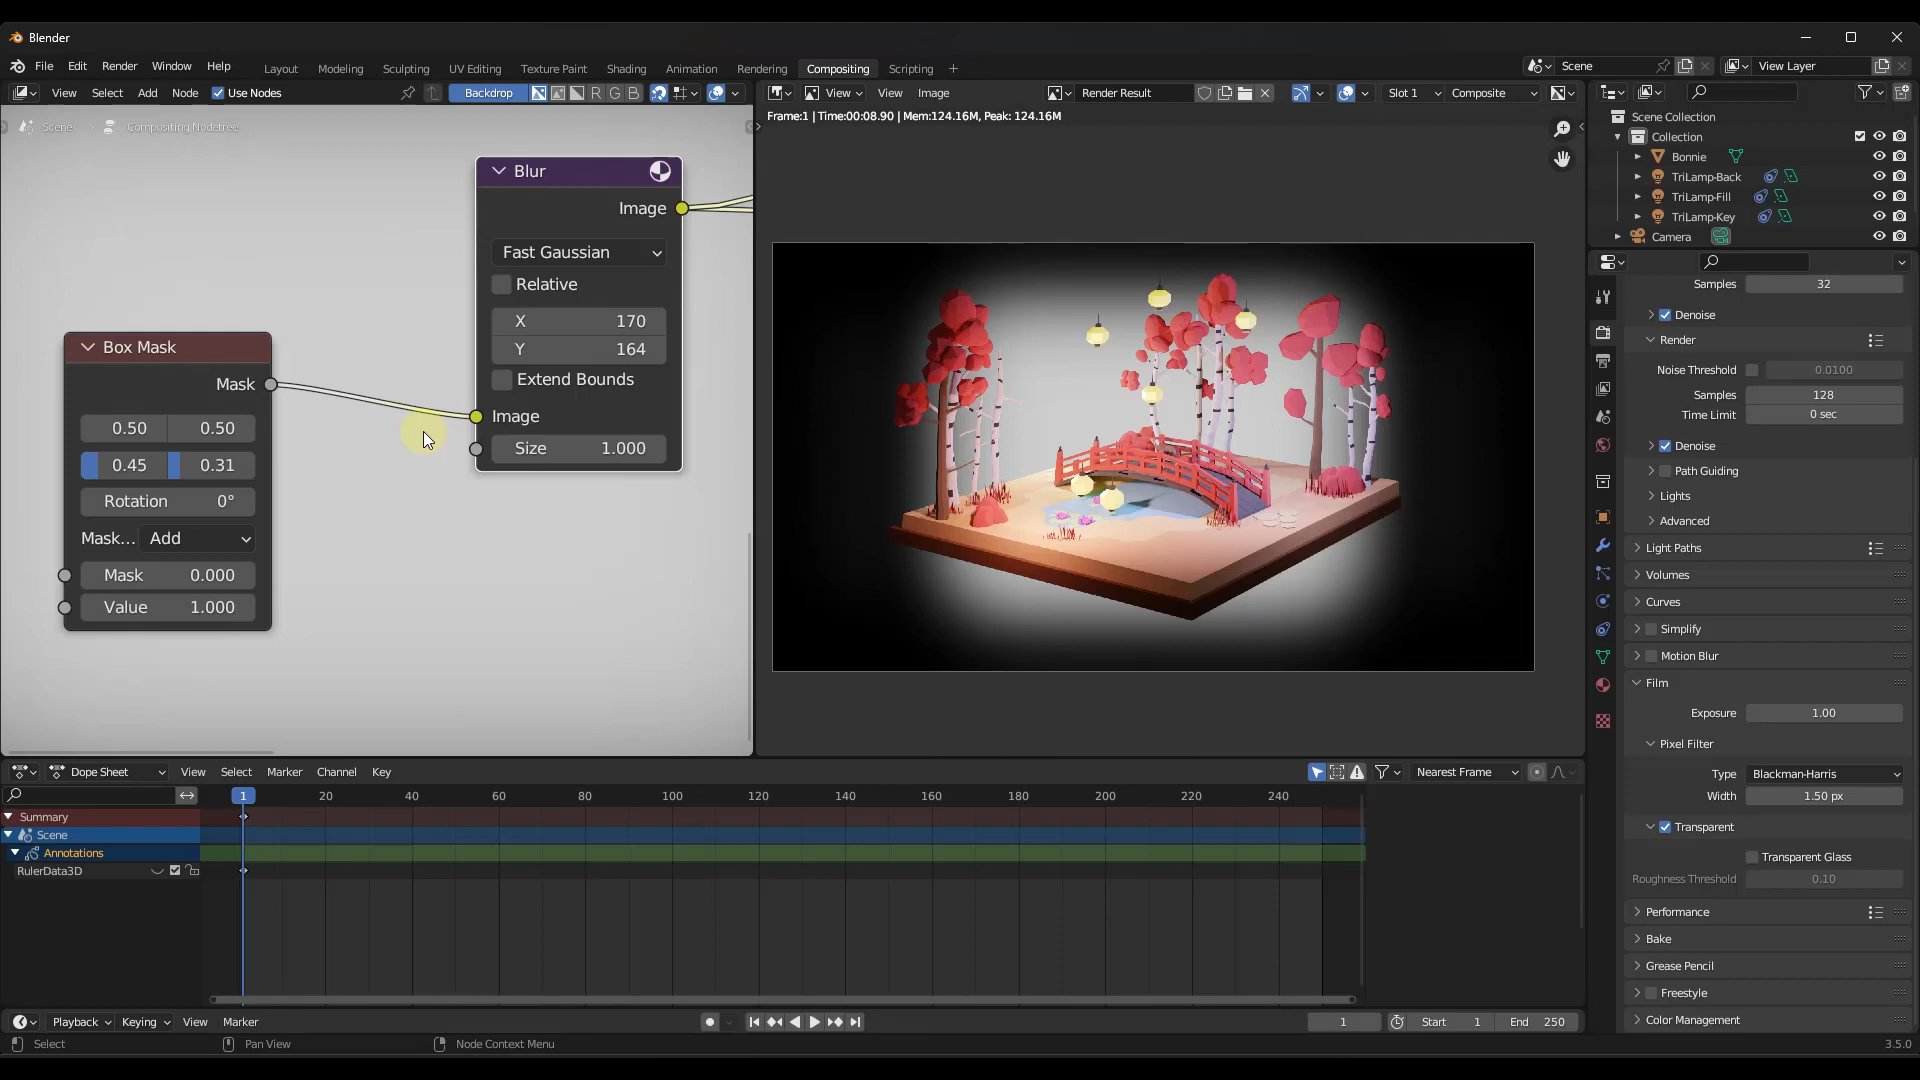 Blender
File Edit Render Window Help
Layout Modeling Sculpting UV Editing Texture Paint Shading Animation Rendering Compositing Scripting
Scene View Layer
View Select Add Node Use Nodes Backdrop R G B
View View Image Render Result Slot 1 Composite
Scene Compositing Nodetree
Frame:1 | Time:00:08.90 | Mem:124.16M, Peak: 124.16M
Blur
Image
Fast Gaussian
Relative
X 170
Y 164
Extend Bounds
Image
Size 1.000
Box Mask
Mask
0.50 0.50
0.45 0.31
Rotation 0°
Mask... Add
Mask 0.000
Value 1.000
Scene Collection
Collection
Bonnie
TriLamp-Back
TriLamp-Fill
TriLamp-Key
Camera
Samples 32
Denoise
Render
Noise Threshold 0.0100
Samples 128
Time Limit 0 sec
Denoise
Path Guiding
Lights
Advanced
Light Paths
Volumes
Curves
Simplify
Motion Blur
Film
Exposure 1.00
Pixel Filter
Type Blackman-Harris
Width 1.50 px
Transparent
Transparent Glass
Roughness Threshold 0.10
Performance
Bake
Grease Pencil
Freestyle
Color Management
Dope Sheet View Select Marker Channel Key Nearest Frame
1 20 40 60 80 100 120 140 160 180 200 220 240
Summary
Scene
Annotations
RulerData3D
Playback Keying View Marker 1 Start 1 End 250
Select Pan View Node Context Menu 3.5.0